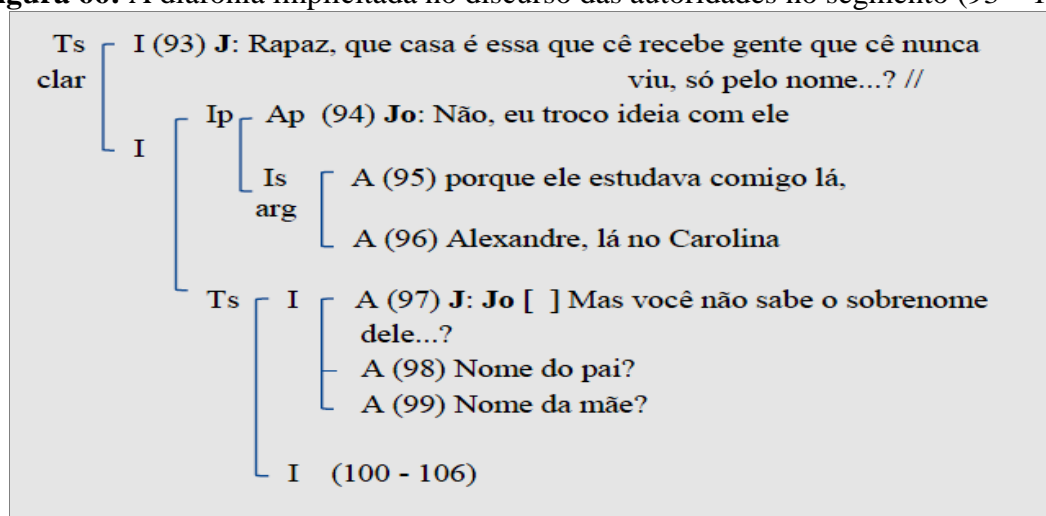 gura 60: A diafonia implicitada no discurso das autoridades no segmento (93 – 1
Ts I (93) J: Rapaz, que casa é essa que cê recebe gente que cê nunca
clar viu, só pelo nome...? //
Ip Ap (94) Jo: Não, eu troco ideia com ele
I
Is A (95) porque ele estudava comigo lá,
arg
A (96) Alexandre, lá no Carolina
Ts I A (97) J: Jo [ ] Mas você não sabe o sobrenome
dele...?
A (98) Nome do pai?
A (99) Nome da mãe?
I (100 - 106)